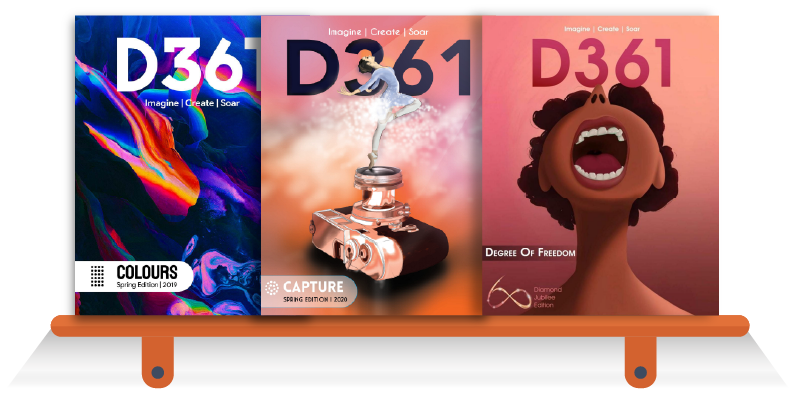 D361
Imagine | Create | Soar
COLOURS
Spring Edition | 2019
Imagine | Create | Soar
D361
CAPTURE
SPRING EDITION | 2020
Imagine | Create | Soar
D361
DEGREE OF FREEDOM
60
Diamond
Jubilee
Edition